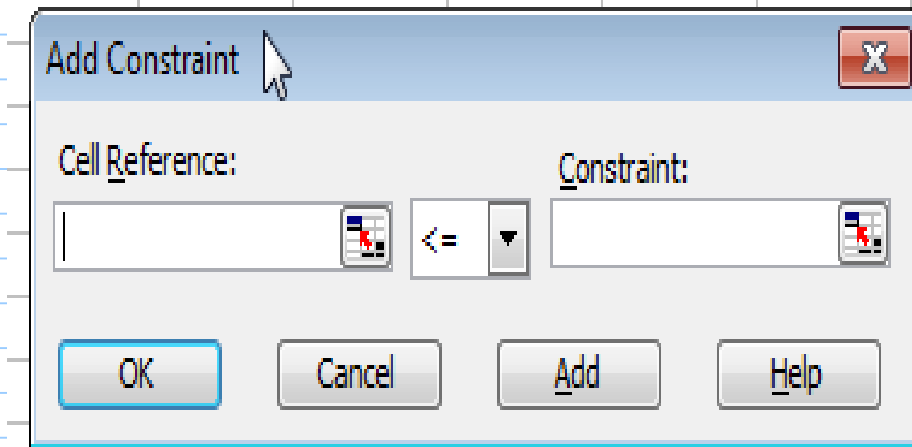 Add Constraint
Cell Reference:
Constraint:
<=
OK Cancel Add Help